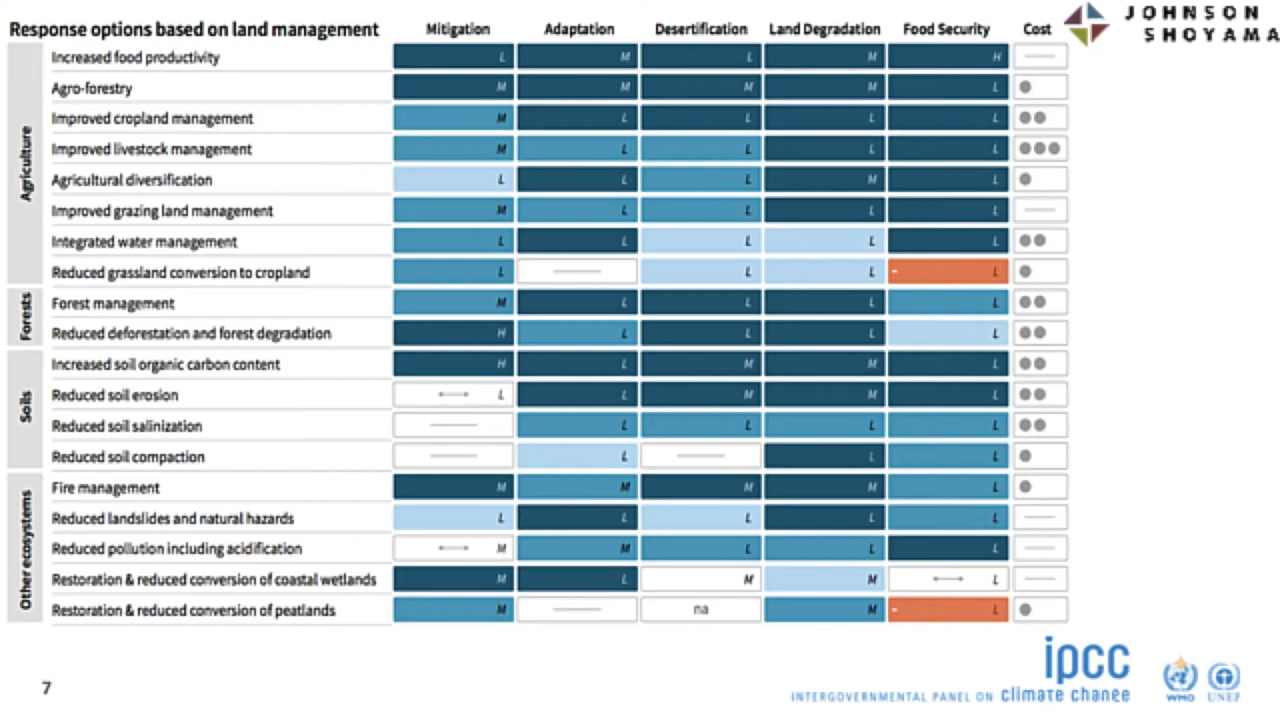 JOHNSON
SHOYAMA
Response options based on land management Mitigation Adaptation Desertification Land Degradation Food Security Cost
Agriculture
Increased food productivity L M L M H
Agro-forestry M M M M L
Improved cropland management M L L L L
Improved livestock management M L L L L
Agricultural diversification L L L M L
Improved grazing land management M L L L L
Integrated water management L L L L L
Reduced grassland conversion to cropland L L L - L
Forests
Forest management M L L L L
Reduced deforestation and forest degradation H L L L L
Soils
Increased soil organic carbon content H L M M L
Reduced soil erosion L L M M L
Reduced soil salinization L L L L
Reduced soil compaction L L L
Other ecosystems
Fire management M M M M L
Reduced landslides and natural hazards L L L L L
Reduced pollution including acidification M M L L L
Restoration & reduced conversion of coastal wetlands M L M M L
Restoration & reduced conversion of peatlands M na M - L
7
ipcc
INTERGOVERNMENTAL PANEL ON climate change
WMO UNEP